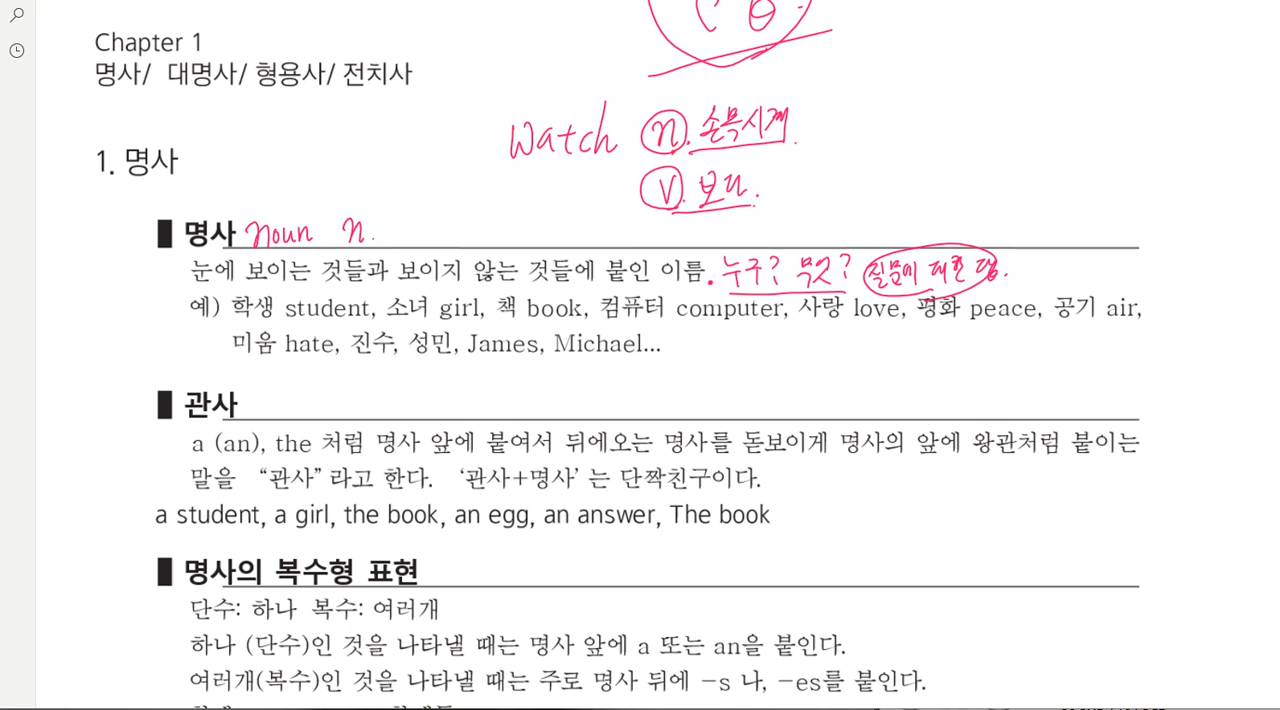 Chapter 1
명사/ 대명사/ 형용사/ 전치사
watch n. 손목시계.
v. 보다.
1. 명사
명사 noun n.
눈에 보이는 것들과 보이지 않는 것들에 붙인 이름. 누구? 무엇? 질문에 대한 답.
예) 학생 student, 소녀 girl, 책 book, 컴퓨터 computer, 사랑 love, 평화 peace, 공기 air,
미움 hate, 진수, 성민, James, Michael...
관사
a (an), the 처럼 명사 앞에 붙여서 뒤에오는 명사를 돋보이게 명사의 앞에 왕관처럼 붙이는
말을 “관사” 라고 한다. ‘관사+명사’ 는 단짝친구이다.
a student, a girl, the book, an egg, an answer, The book
명사의 복수형 표현
단수: 하나 복수: 여러개
하나 (단수)인 것을 나타낼 때는 명사 앞에 a 또는 an을 붙인다.
여러개(복수)인 것을 나타낼 때는 주로 명사 뒤에 -s 나, -es를 붙인다.